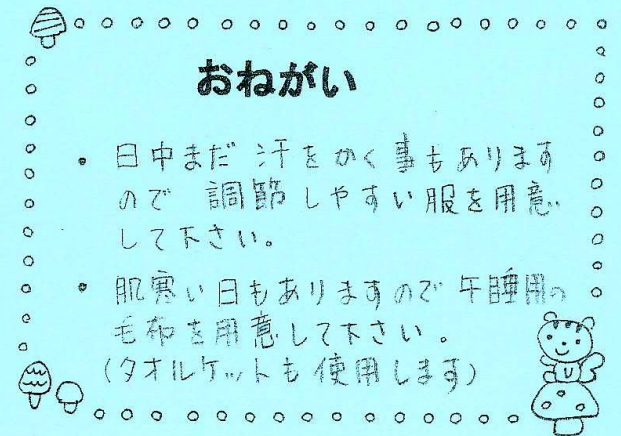 おねがい
・日中まだ汗をかく事もあります
ので 調節しやすい服を用意
して下さい。
・肌寒い日もありますので午睡用の
毛布を用意して下さい。
(タオルケットも使用します)